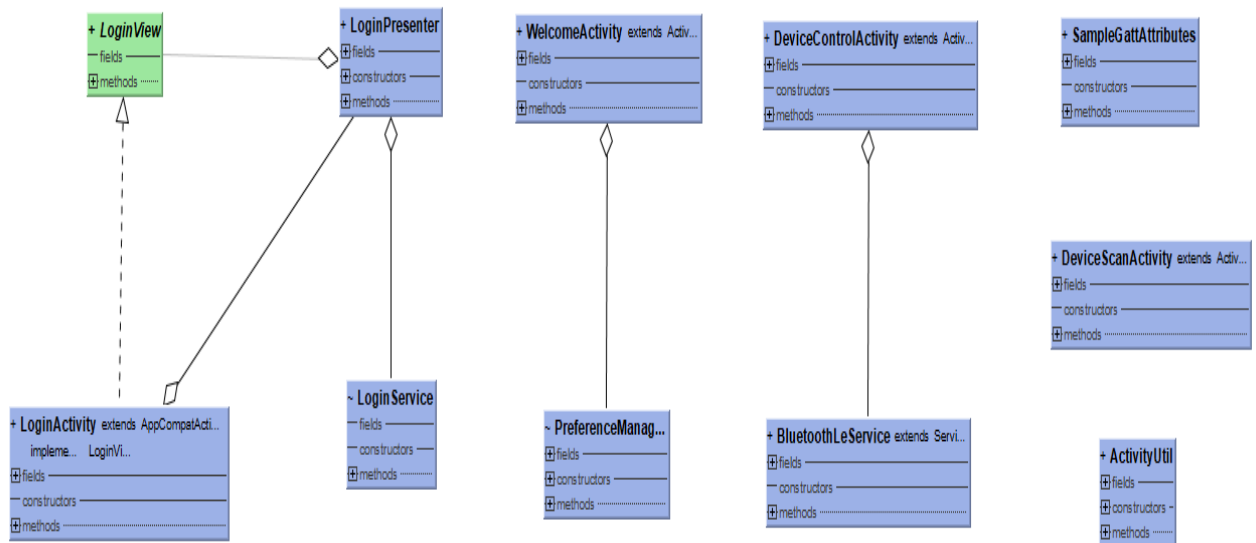 + LoginView
fields
methods
+ LoginPresenter
fields
constructors
methods
+ WelcomeActivity extends Activ...
fields
constructors
methods
+ DeviceControlActivity extends Activ...
fields
constructors
methods
+ SampleGattAttributes
fields
constructors
methods
+ DeviceScanActivity extends Activ...
fields
constructors
methods
+ LoginActivity extends AppCompatActi...
impleme... LoginVi...
fields
constructors
methods
~ LoginService
fields
constructors
methods
~ PreferenceManag...
fields
constructors
methods
+ BluetoothLeService extends Servi...
fields
constructors
methods
+ ActivityUtil
fields
constructors
methods